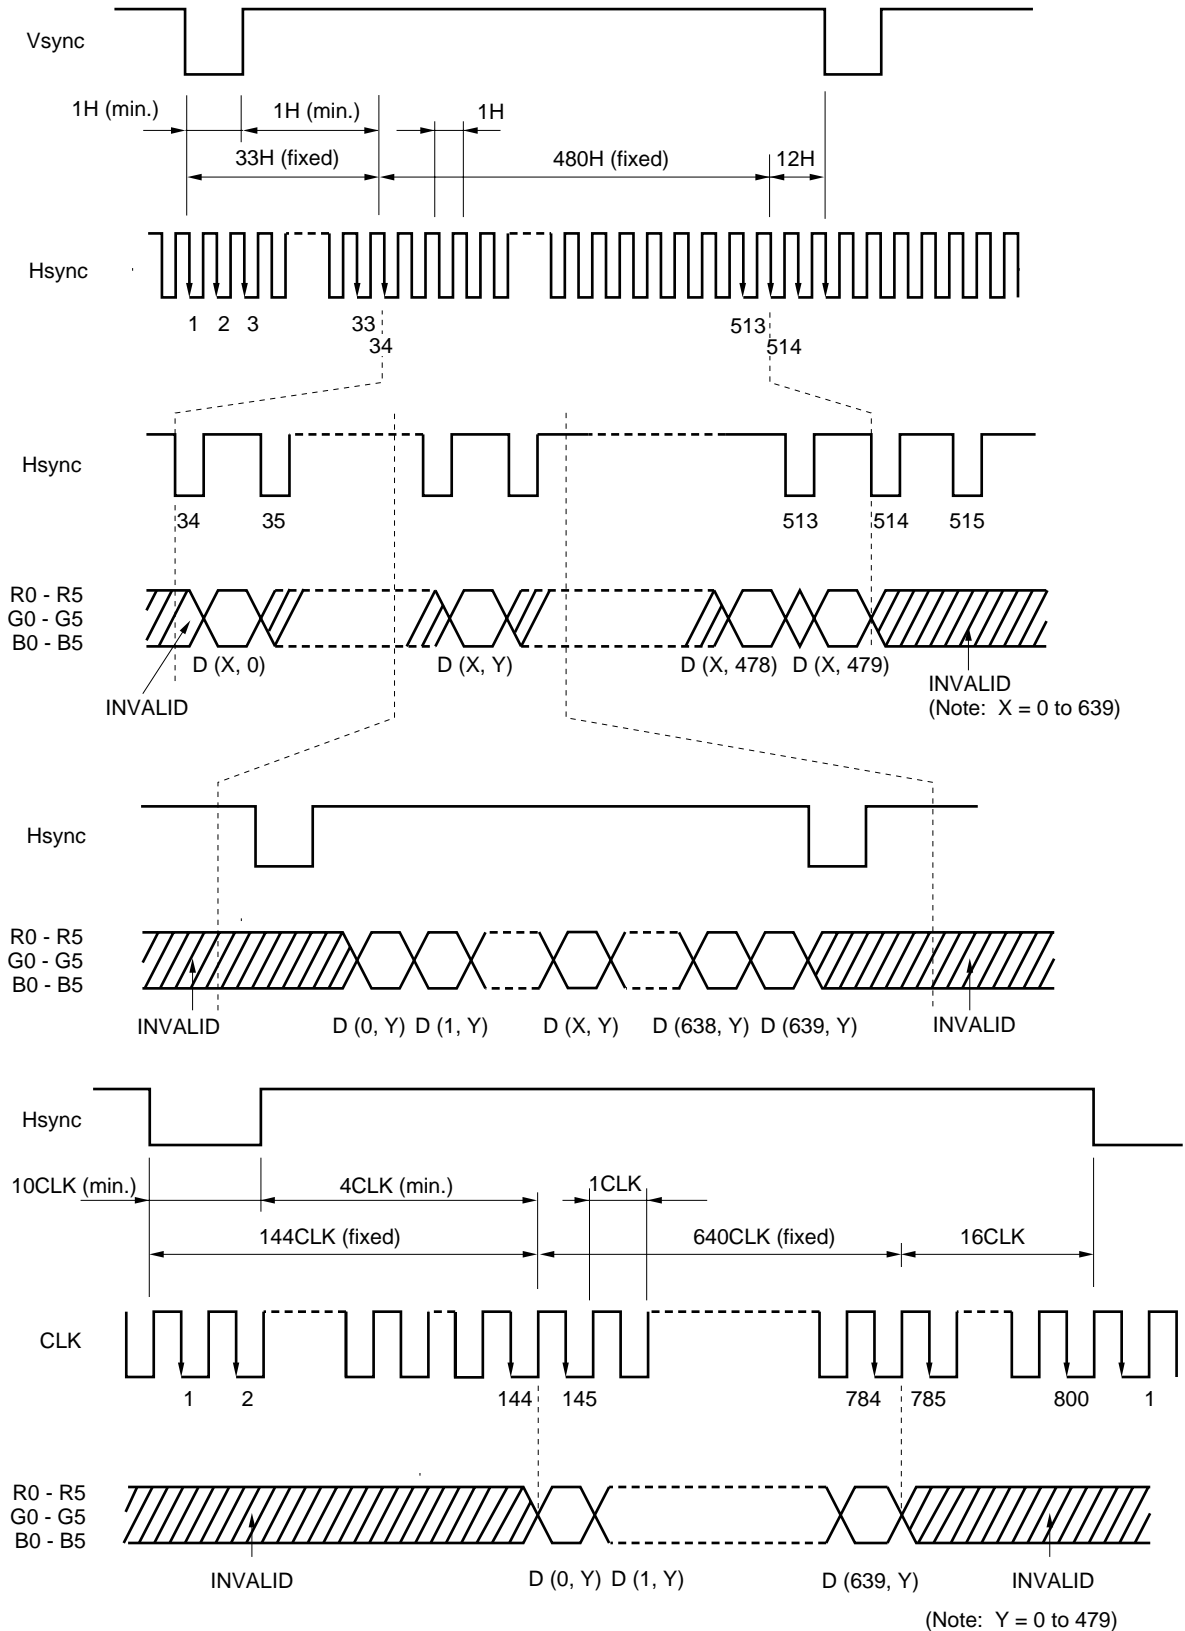 Vsync
1H (min.) 1H (min.) 1H
33H (fixed) 480H (fixed) 12H
Hsync
1 2 3 33 513
34 514
Hsync
34 35 513 514 515
R0 - R5
G0 - G5
B0 - B5
D (X, 0) D (X, Y) D (X, 478) D (X, 479)
INVALID INVALID
(Note: X = 0 to 639)
Hsync
R0 - R5
G0 - G5
B0 - B5
INVALID D (0, Y) D (1, Y) D (X, Y) D (638, Y) D (639, Y) INVALID
Hsync
10CLK (min.) 4CLK (min.) 1CLK
144CLK (fixed) 640CLK (fixed) 16CLK
CLK
1 2 144 145 784 785 800 1
R0 - R5
G0 - G5
B0 - B5
INVALID D (0, Y) D (1, Y) D (639, Y) INVALID
(Note: Y = 0 to 479)